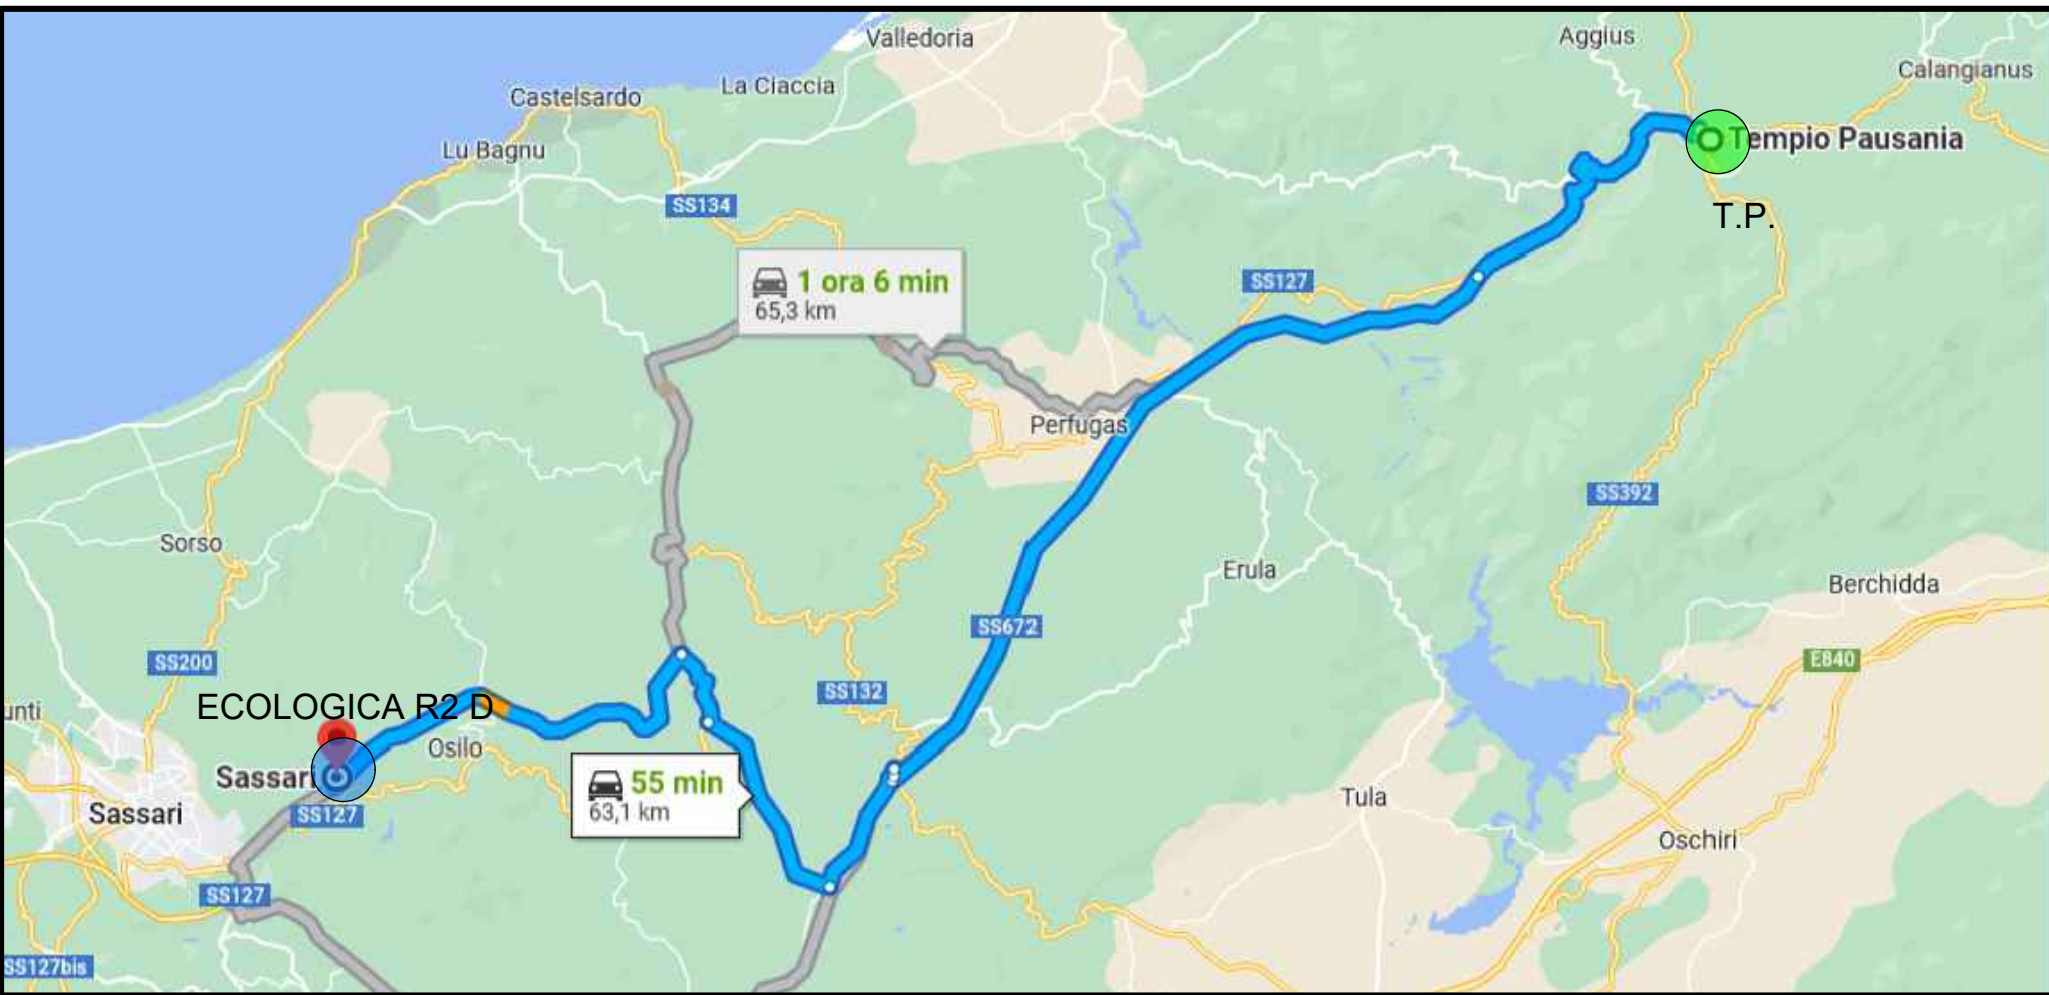 Valledoria
Aggius
Calangianus
La Ciaccia
Castelsardo
Lu Bagnu
Tempio Pausania
T.P.
SS134
1 ora 6 min
65,3 km
SS127
Perfugas
SS392
Sorso
Erula
Berchidda
SS672
SS200
E840
SS132
ECOLOGICA R2 D
unti
Osilo
Sassari
55 min
63,1 km
Tula
SS127
Sassari
Oschiri
SS127
SS127bis